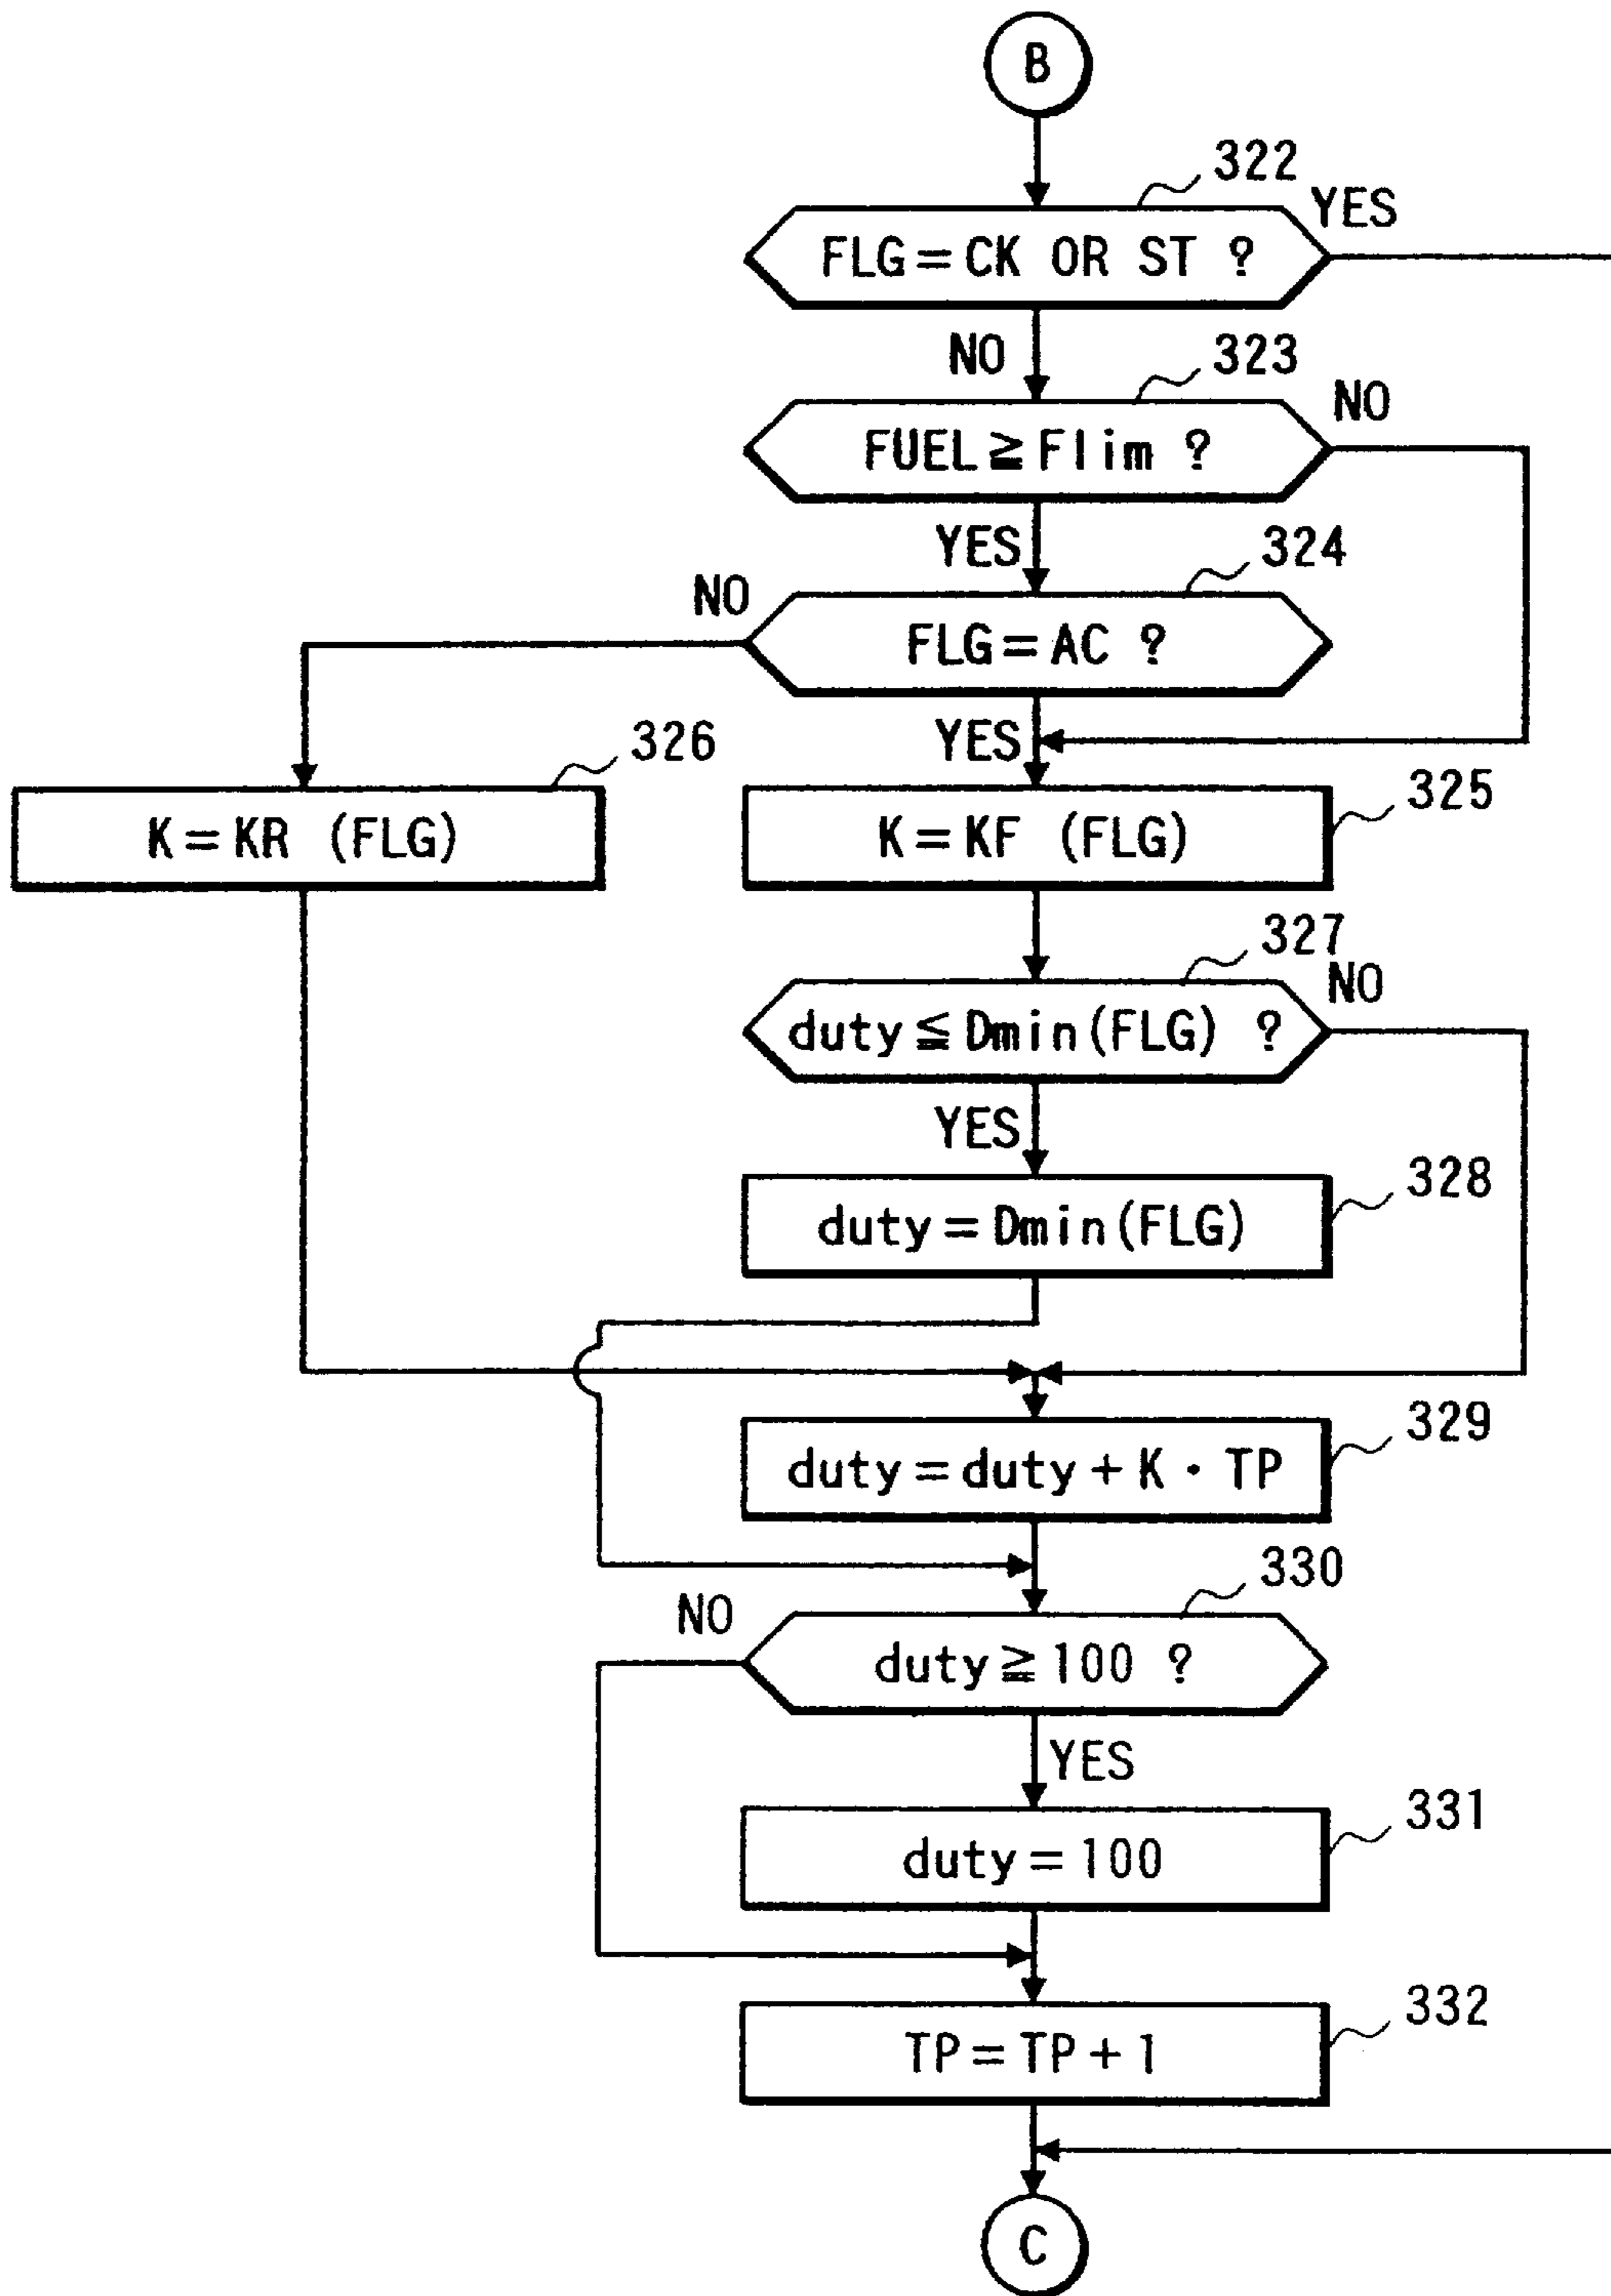 B
322
YES
FLG=CK OR ST ?
NO
323
NO
FUEL≧Flim ?
YES
324
NO
FLG=AC ?
YES
326
K=KR (FLG)
325
K=KF (FLG)
327
NO
duty≦Dmin(FLG) ?
YES
328
duty=Dmin(FLG)
329
duty=duty+K・TP
330
NO
duty≧100 ?
YES
331
duty=100
332
TP=TP+1
C